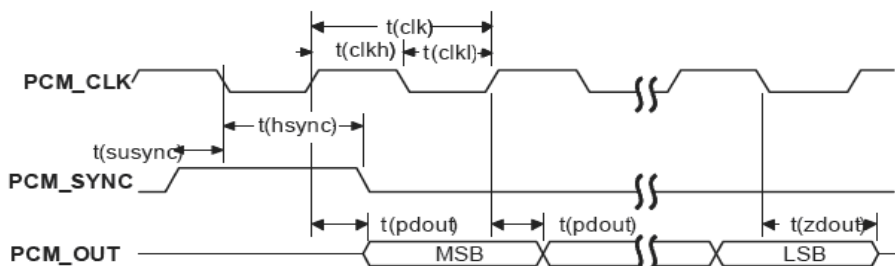 t(clk)
t(clkh) t(clkl)
PCM_CLK
t(hsync)
t(susync)
PCM_SYNC
t(pdout) t(pdout) t(zdout)
PCM_OUT MSB LSB